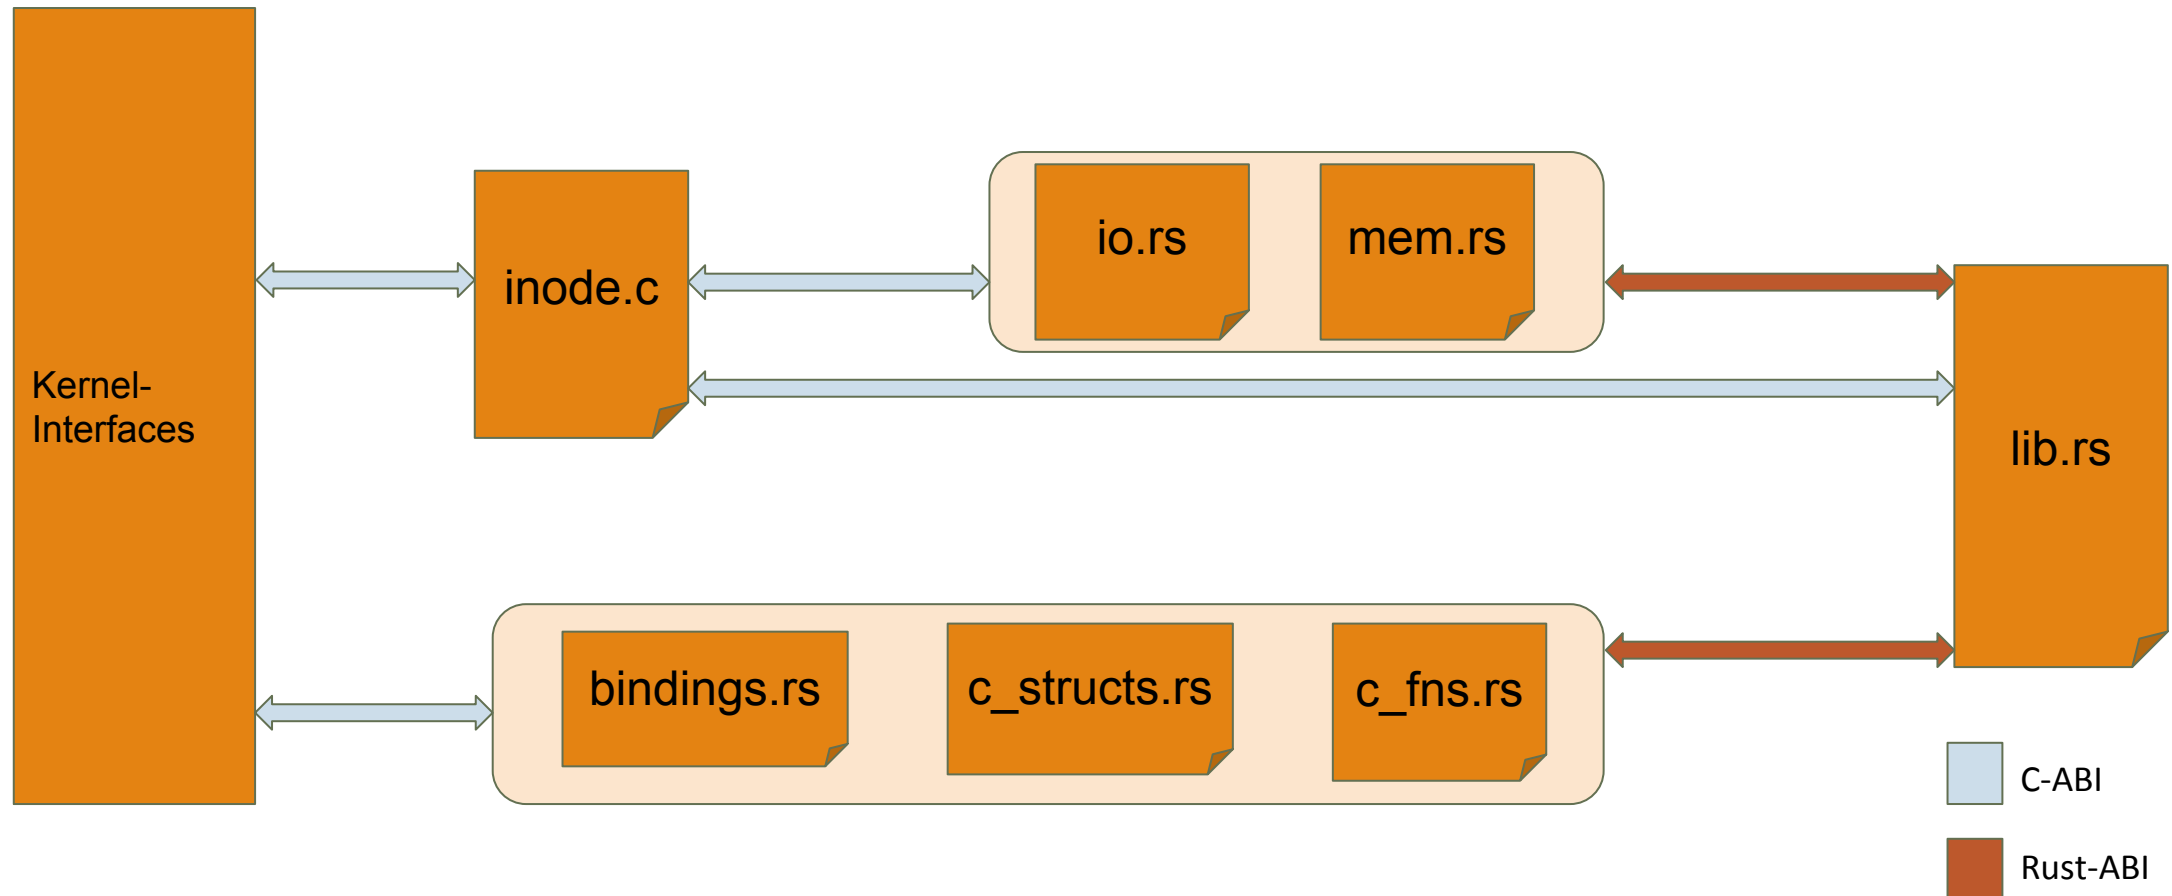 Kernel-
Interfaces
inode.c
io.rs
mem.rs
lib.rs
bindings.rs
c_structs.rs
c_fns.rs
C-ABI
Rust-ABI